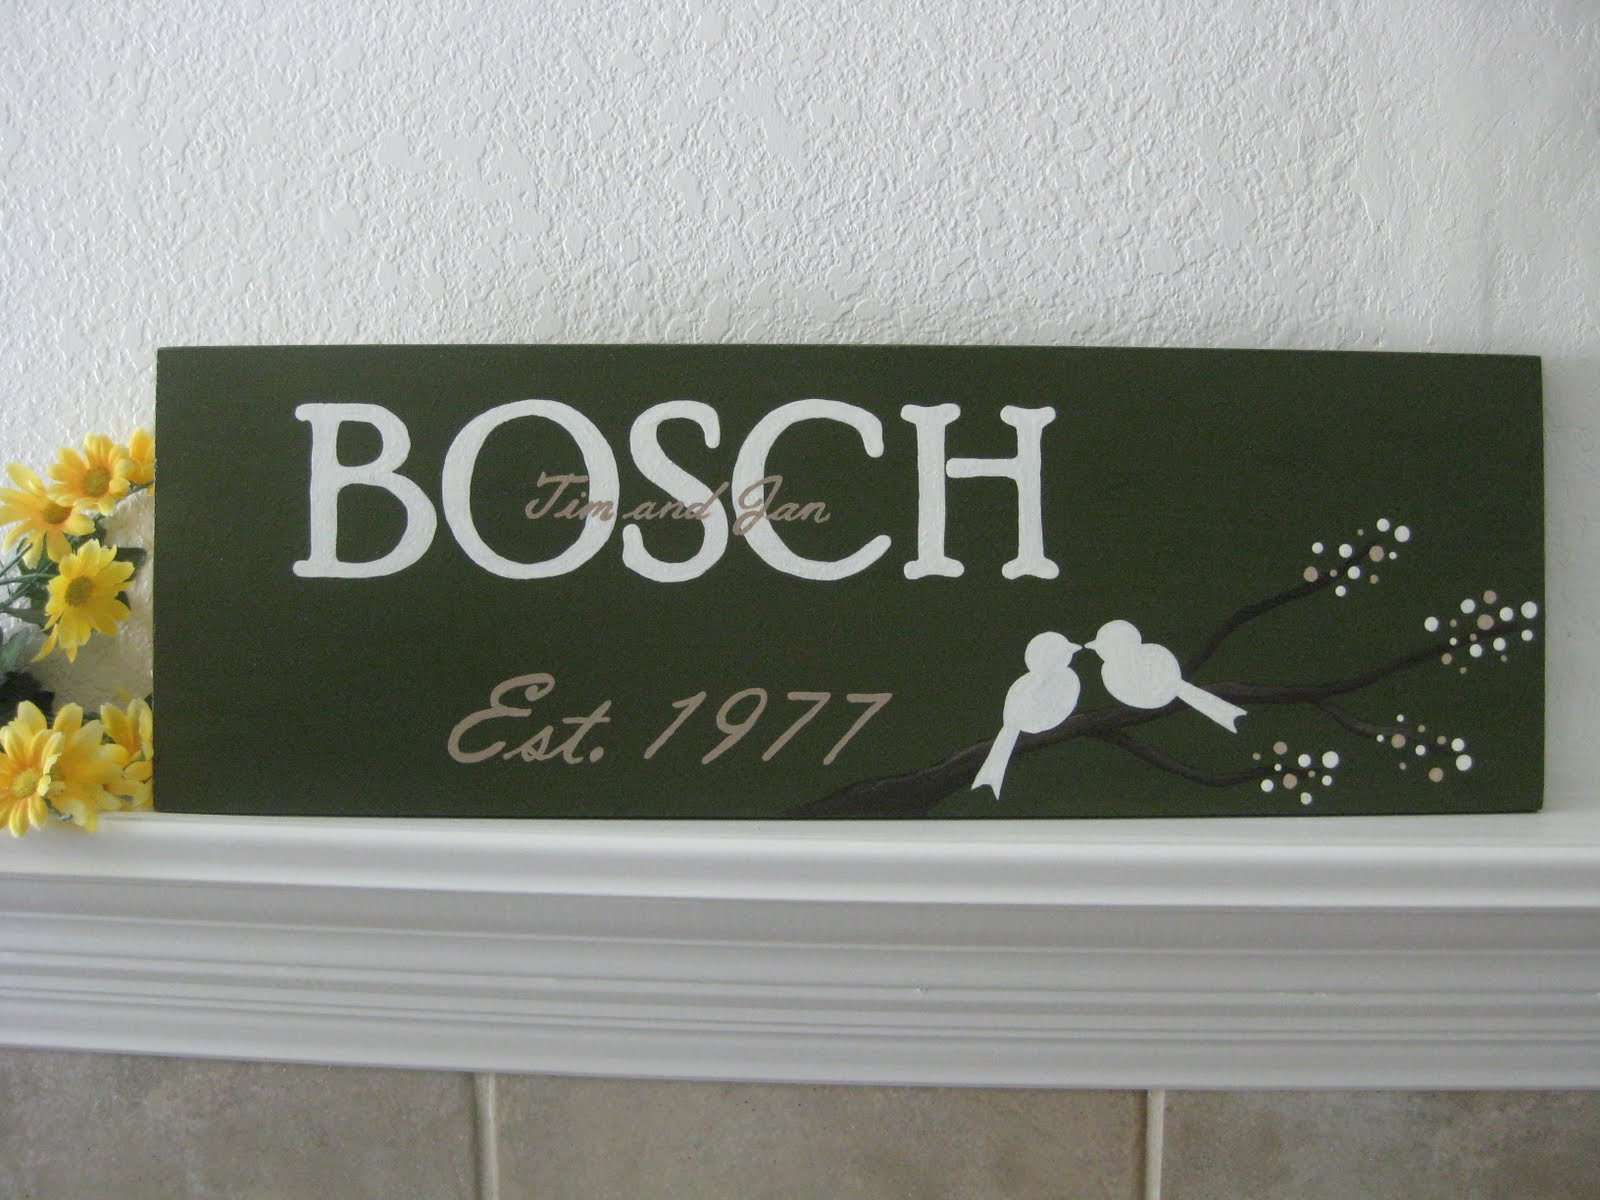 BOSCH
Tim and Jan
Est. 1977